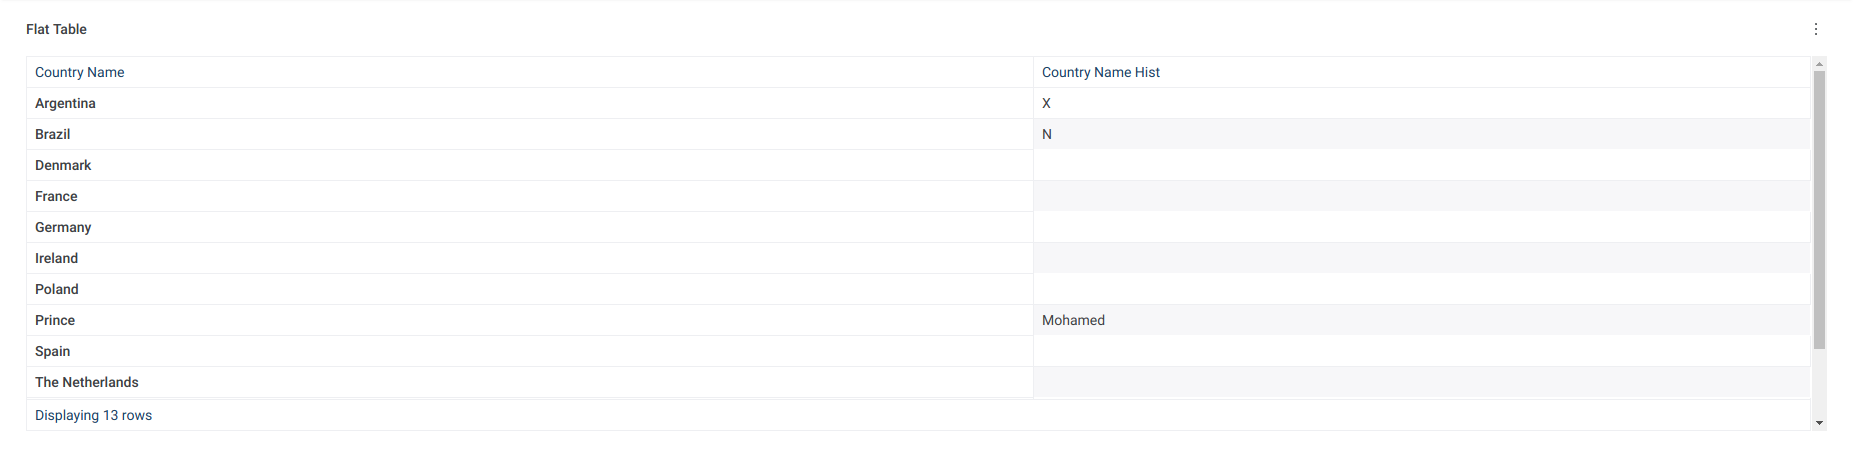 Flat Table
Country Name Country Name Hist
Argentina X
Brazil N
Denmark
France
Germany
Ireland
Poland
Prince Mohamed
Spain
The Netherlands
Displaying 13 rows